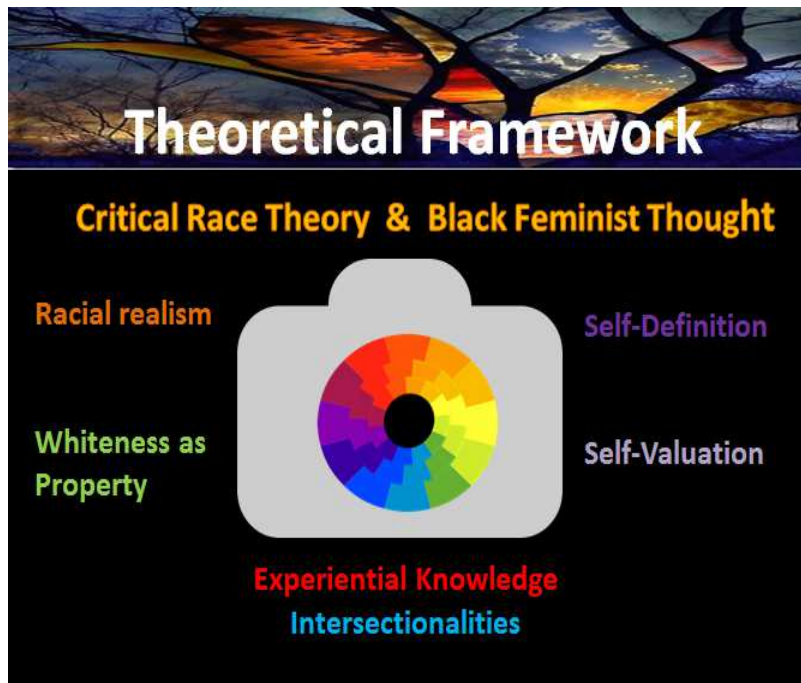 Theoretical Framework
Critical Race Theory & Black Feminist Thought
Racial realism
Self-Definition
Whiteness as
Property
Self-Valuation
Experiential Knowledge
Intersectionalities